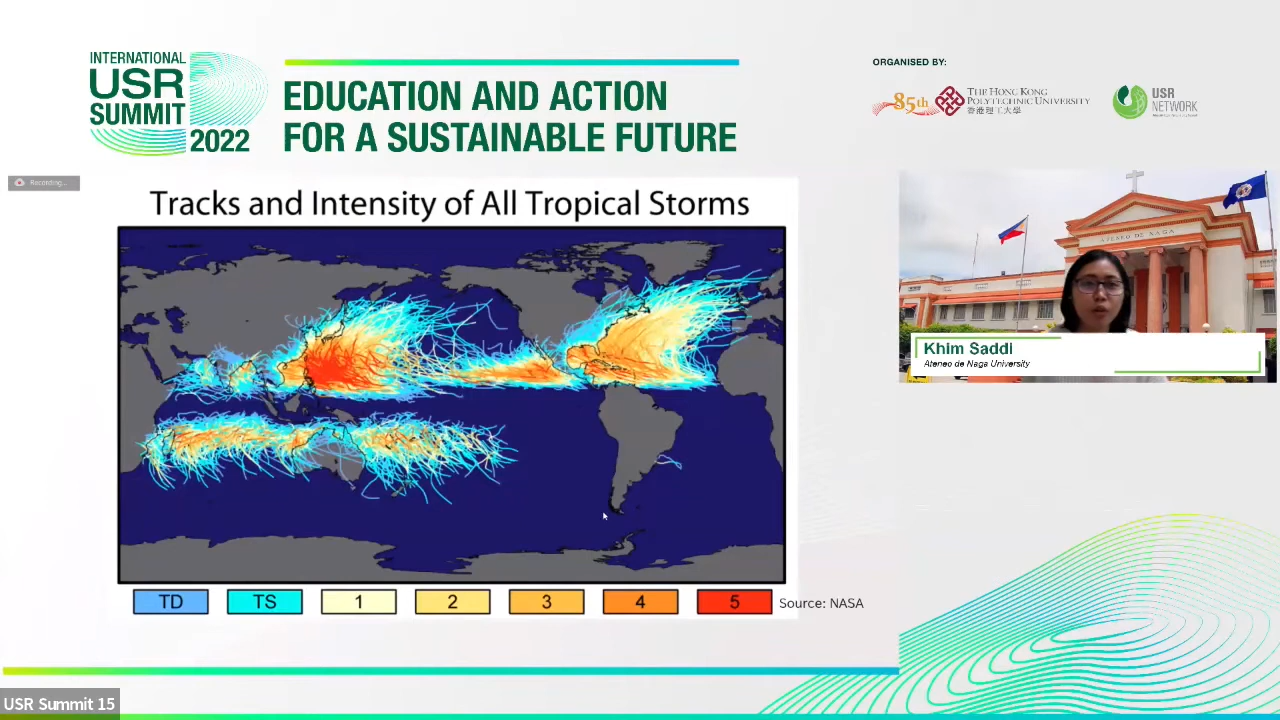 INTERNATIONAL
USR
SUMMIT
2022
EDUCATION AND ACTION
FOR A SUSTAINABLE FUTURE
ORGANISED BY:
85th
THE HONG KONG
POLYTECHNIC UNIVERSITY
香港理工大學
USR
NETWORK
Recording...
Tracks and Intensity of All Tropical Storms
TD TS 1 2 3 4 5 Source: NASA
ATENEO DE NAGA
Khim Saddi
Ateneo de Naga University
USR Summit 15